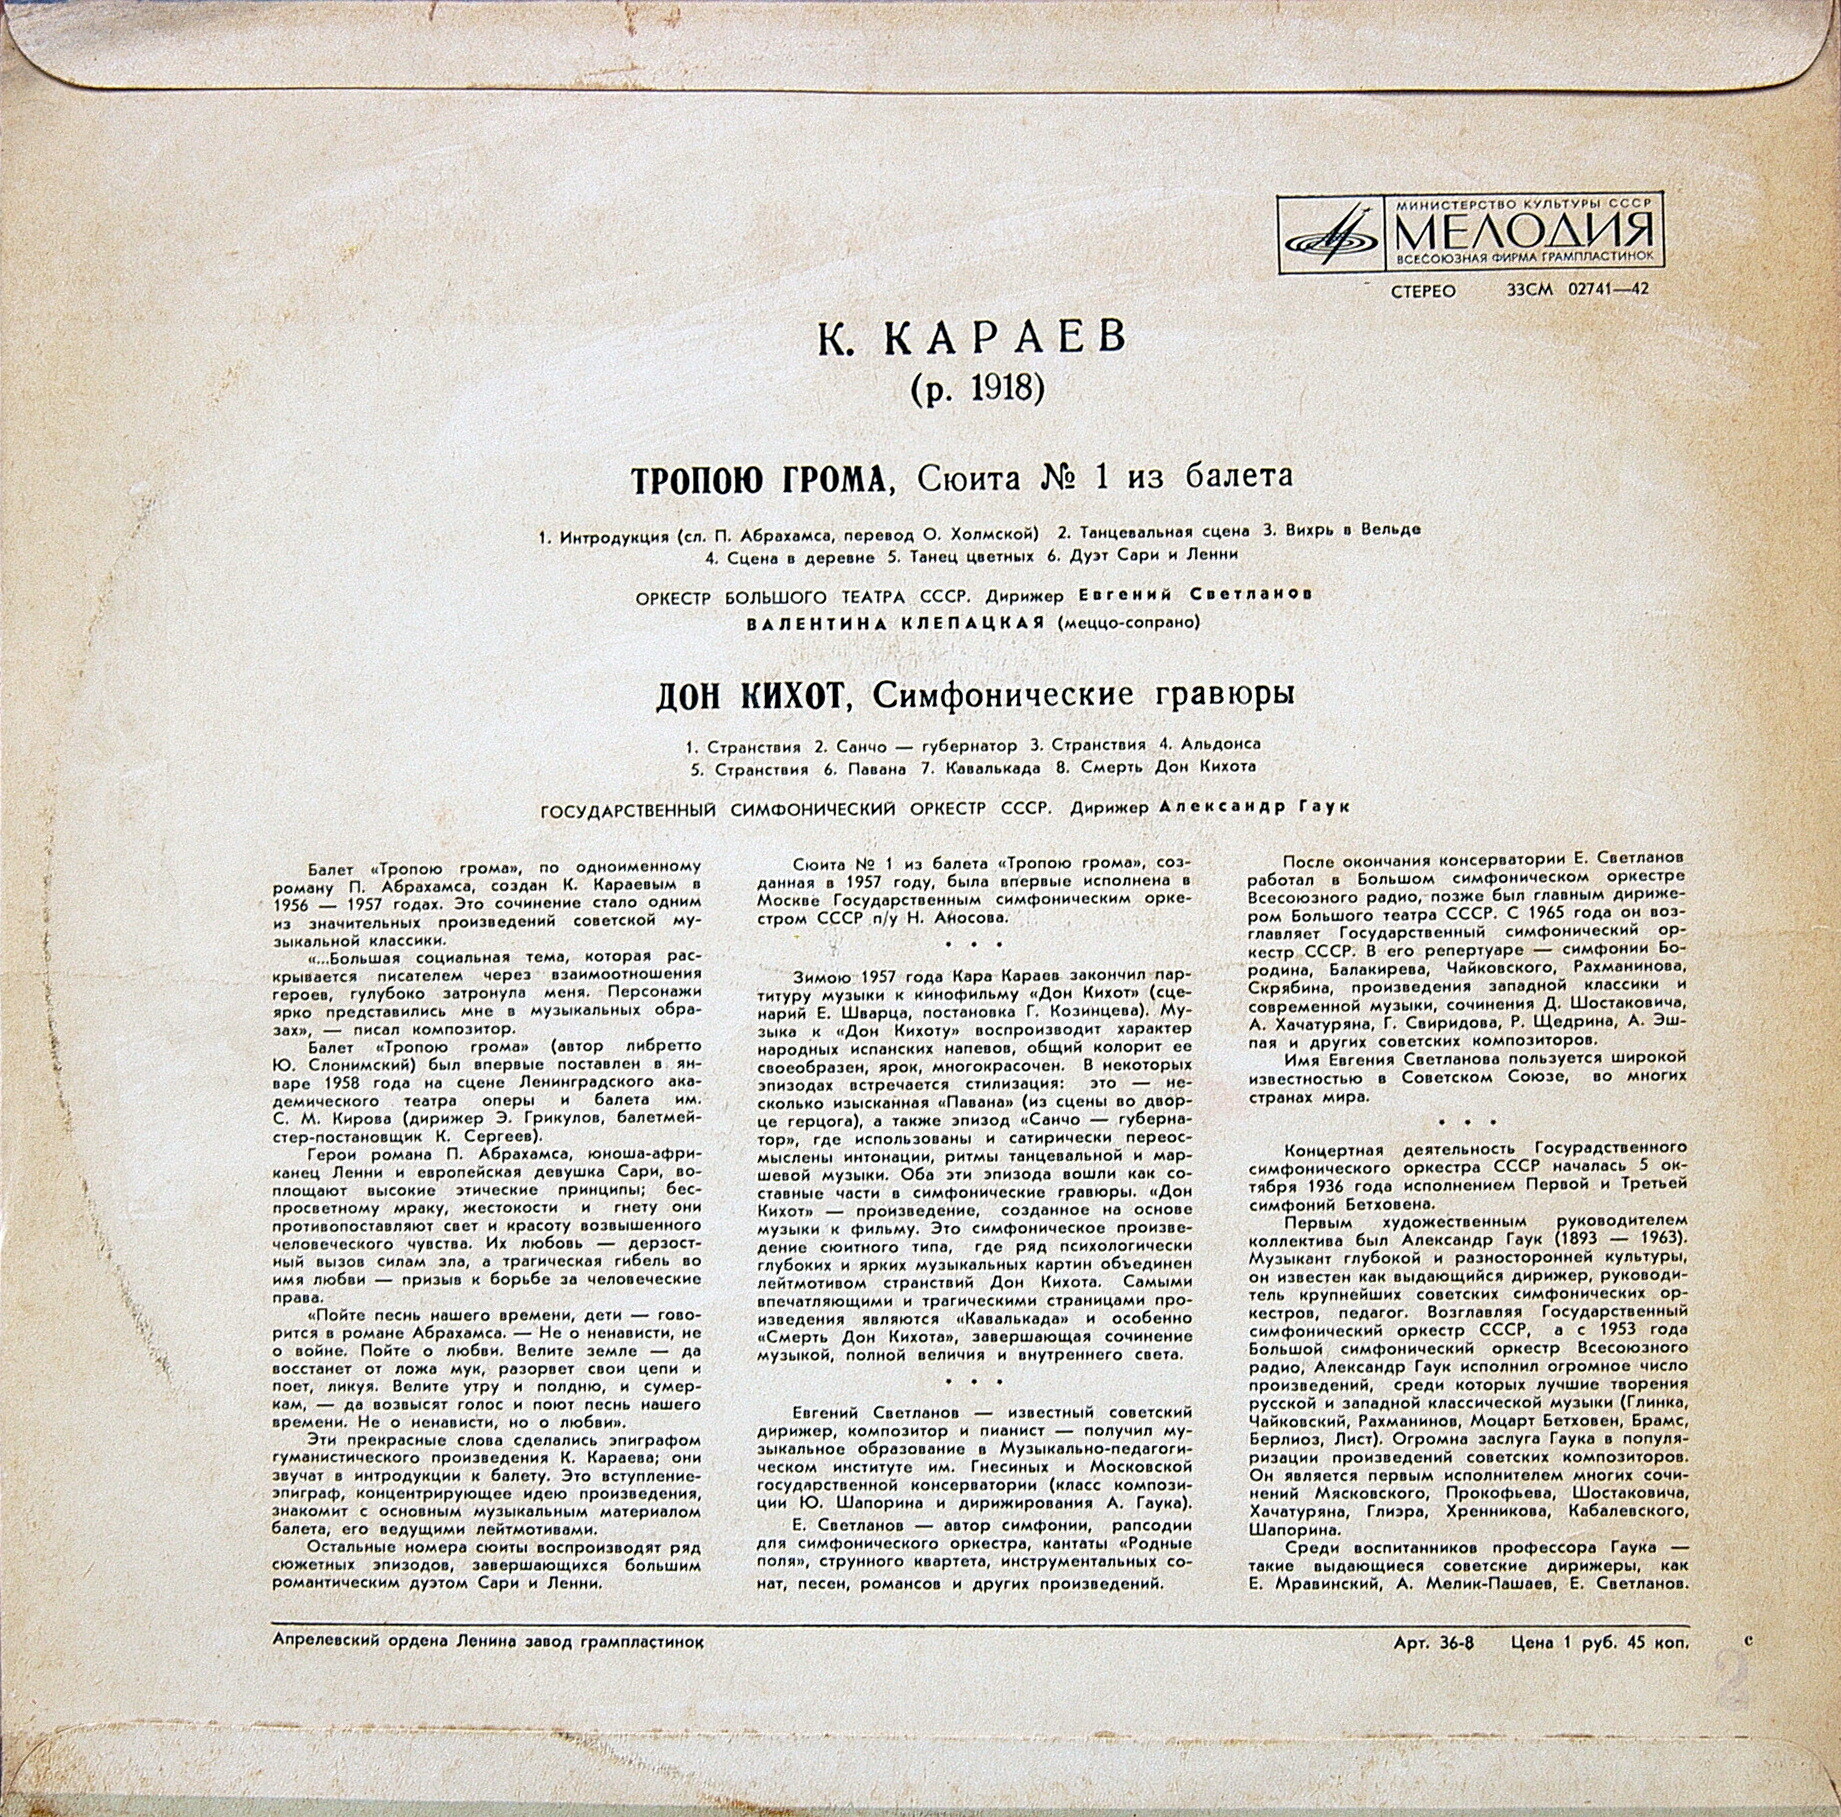 МИНИСТЕРСТВО КУЛЬТУРЫ СССР
МЕЛОДИЯ
ВСЕСОЮЗНАЯ ФИРМА ГРАМПЛАСТИНОК
СТЕРЕО 33СМ 02741—42
К. КАРАЕВ
(р. 1918)
ТРОПОЮ ГРОМА, Сюита № 1 из балета
1. Интродукция (сл. П. Абрахамса, перевод О. Холмской) 2. Танцевальная сцена 3. Вихрь в Вельде
4. Сцена в деревне 5. Танец цветных 6. Дуэт Сари и Ленни
ОРКЕСТР БОЛЬШОГО ТЕАТРА СССР. Дирижер Евгений Светланов
ВАЛЕНТИНА КЛЕПАЦКАЯ (меццо-сопрано)
ДОН КИХОТ, Симфонические гравюры
1. Странствия 2. Санчо — губернатор 3. Странствия 4. Альдонса
5. Странствия 6. Павана 7. Кавалькада 8. Смерть Дон Кихота
ГОСУДАРСТВЕННЫЙ СИМФОНИЧЕСКИЙ ОРКЕСТР СССР. Дирижер Александр Гаук
Балет «Тропою грома», по одноименному
роману П. Абрахамса, создан К. Караевым в
1956 — 1957 годах. Это сочинение стало одним
из значительных произведений советской му-
зыкальной классики.
«...Большая социальная тема, которая рас-
крывается писателем через взаимоотношения
героев, гулубоко затронула меня. Персонажи
ярко представились мне в музыкальных обра-
зах», — писал композитор.
Балет «Тропою грома» (автор либретто
Ю. Слонимский) был впервые поставлен в ян-
варе 1958 года на сцене Ленинградского ака-
демического театра оперы и балета им.
С. М. Кирова (дирижер Э. Грикулов, балетмей-
стер-постановщик К. Сергеев).
Герои романа П. Абрахамса, юноша-афри-
канец Ленни и европейская девушка Сари, во-
площают высокие этические принципы; бес-
просветному мраку, жестокости и гнету они
противопоставляют свет и красоту возвышенного
человеческого чувства. Их любовь — дерзост-
ный вызов силам зла, а трагическая гибель во
имя любви — призыв к борьбе за человеческие
права.
«Пойте песнь нашего времени, дети — гово-
рится в романе Абрахамса. — Не о ненависти, не
о войне. Пойте о любви. Велите земле — да
восстанет от ложа мук, разорвет свои цепи и
поет, ликуя. Велите утру и полдню, и сумер-
кам, — да возвысят голос и поют песнь нашего
времени. Не о ненависти, но о любви».
Эти прекрасные слова сделались эпиграфом
гуманистического произведения К. Караева; они
звучат в интродукции к балету. Это вступление-
эпиграф, концентрирующее идею произведения,
знакомит с основным музыкальным материалом
балета, его ведущими лейтмотивами.
Остальные номера сюиты воспроизводят ряд
сюжетных эпизодов, завершающихся большим
романтическим дуэтом Сари и Ленни.
Сюита № 1 из балета «Тропою грома», соз-
данная в 1957 году, была впервые исполнена в
Москве Государственным симфоническим орке-
стром СССР п/у Н. Аносова.
• • •
Зимою 1957 года Кара Караев закончил пар-
титуру музыки к кинофильму «Дон Кихот» (сце-
нарий Е. Шварца, постановка Г. Козинцева). Му-
зыка к «Дон Кихоту» воспроизводит характер
народных испанских напевов, общий колорит ее
своеобразен, ярок, многокрасочен. В некоторых
эпизодах встречается стилизация: это — не-
сколько изысканная «Павана» (из сцены во двор-
це герцога), а также эпизод «Санчо — губерна-
тор», где использованы и сатирически переос-
мыслены интонации, ритмы танцевальной и мар-
шевой музыки. Оба эти эпизода вошли как со-
ставные части в симфонические гравюры. «Дон
Кихот» — произведение, созданное на основе
музыки к фильму. Это симфоническое произве-
дение сюитного типа, где ряд психологически
глубоких и ярких музыкальных картин объединен
лейтмотивом странствий Дон Кихота. Самыми
впечатляющими и трагическими страницами про-
изведения являются «Кавалькада» и особенно
«Смерть Дон Кихота», завершающая сочинение
музыкой, полной величия и внутреннего света.
• • •
Евгений Светланов — известный советский
дирижер, композитор и пианист — получил му-
зыкальное образование в Музыкально-педагоги-
ческом институте им. Гнесиных и Московской
государственной консерватории (класс компози-
ции Ю. Шапорина и дирижирования А. Гаука).
Е. Светланов — автор симфонии, рапсодии
для симфонического оркестра, кантаты «Родные
поля», струнного квартета, инструментальных со-
нат, песен, романсов и других произведений.
После окончания консерватории Е. Светланов
работал в Большом симфоническом оркестре
Всесоюзного радио, позже был главным дириже-
ром Большого театра СССР. С 1965 года он воз-
главляет Государственный симфонический ор-
кестр СССР. В его репертуаре — симфонии Бо-
родина, Балакирева, Чайковского, Рахманинова,
Скрябина, произведения западной классики и
современной музыки, сочинения Д. Шостаковича,
А. Хачатуряна, Г. Свиридова, Р. Щедрина, А. Эш-
пая и других советских композиторов.
Имя Евгения Светланова пользуется широкой
известностью в Советском Союзе, во многих
странах мира.
• • •
Концертная деятельность Госурадственного
симфонического оркестра СССР началась 5 ок-
тября 1936 года исполнением Первой и Третьей
симфоний Бетховена.
Первым художественным руководителем
коллектива был Александр Гаук (1893 — 1963).
Музыкант глубокой и разносторонней культуры,
он известен как выдающийся дирижер, руководи-
тель крупнейших советских симфонических ор-
кестров, педагог. Возглавляя Государственный
симфонический оркестр СССР, а с 1953 года
Большой симфонический оркестр Всесоюзного
радио, Александр Гаук исполнил огромное число
произведений, среди которых лучшие творения
русской и западной классической музыки (Глинка,
Чайковский, Рахманинов, Моцарт Бетховен, Брамс,
Берлиоз, Лист). Огромна заслуга Гаука в популя-
ризации произведений советских композиторов.
Он является первым исполнителем многих сочи-
нений Мясковского, Прокофьева, Шостаковича,
Хачатуряна, Глиэра, Хренникова, Кабалевского,
Шапорина.
Среди воспитанников профессора Гаука —
такие выдающиеся советские дирижеры, как
Е. Мравинский, А. Мелик-Пашаев, Е. Светланов.
Апрелевский ордена Ленина завод грампластинок
Арт. 36-8 Цена 1 руб. 45 коп. с
2